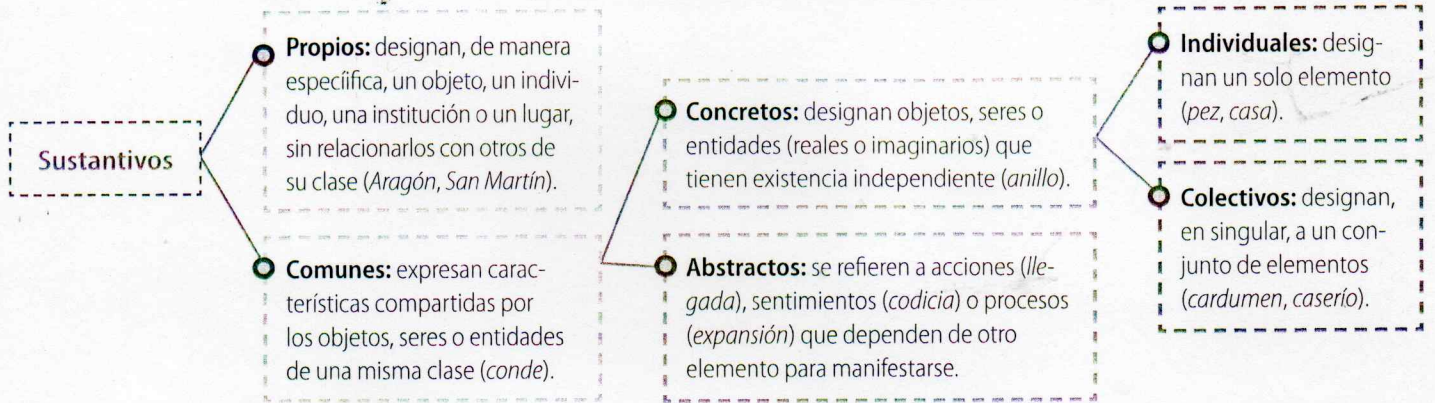 Sustantivos
Propios: designan, de manera
específica, un objeto, un indivi-
duo, una institución o un lugar,
sin relacionarlos con otros de
su clase (Aragón, San Martín).
Comunes: expresan carac-
terísticas compartidas por
los objetos, seres o entidades
de una misma clase (conde).
Concretos: designan objetos, seres o
entidades (reales o imaginarios) que
tienen existencia independiente (anillo).
Abstractos: se refieren a acciones (lle-
gada), sentimientos (codicia) o procesos
(expansión) que dependen de otro
elemento para manifestarse.
Individuales: desig-
nan un solo elemento
(pez, casa).
Colectivos: designan,
en singular, a un con-
junto de elementos
(cardumen, caserío).